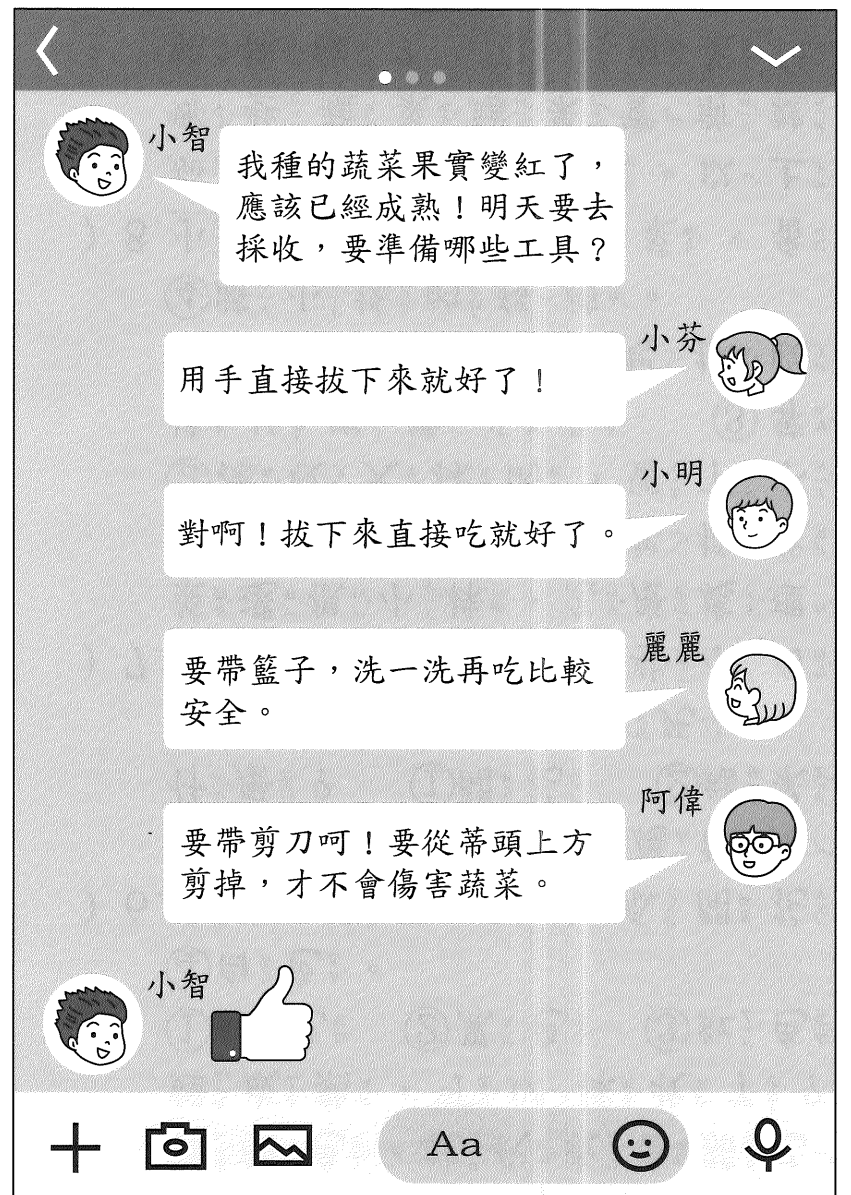 小智
我種的蔬菜果實變紅了，
應該已經成熟！明天要去
採收，要準備哪些工具？
小芬
用手直接拔下來就好了！
小明
對啊！拔下來直接吃就好了。
麗麗
要帶籃子，洗一洗再吃比較
安全。
阿偉
要帶剪刀呵！要從蒂頭上方
剪掉，才不會傷害蔬菜。
小智
Aa